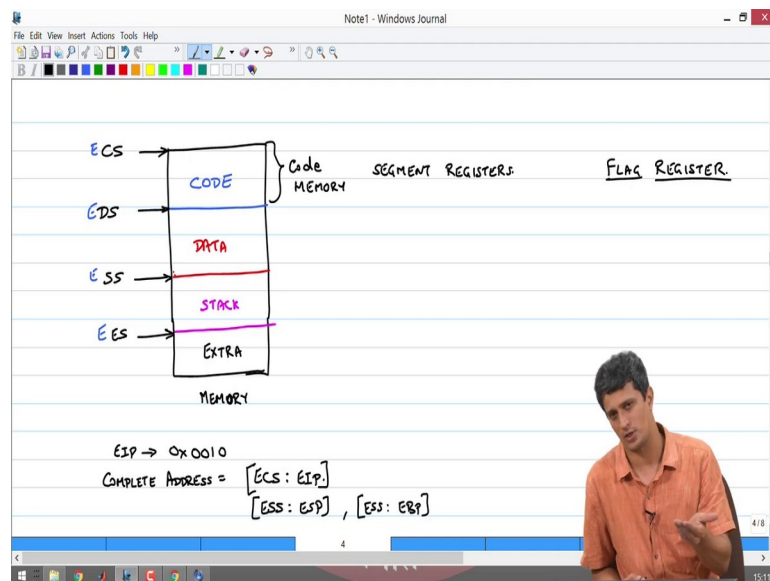 Note1 - Windows Journal
File Edit View Insert Actions Tools Help
B I
ECS
CODE
Code
MEMORY
SEGMENT REGISTERS.
FLAG REGISTER.
EDS
DATA
ESS
STACK
EES
EXTRA
MEMORY
EIP → 0x0010
COMPLETE ADDRESS = [ECS : EIP.]
[ESS : ESP] , [ESS : EBP]
4/8
4
15:11